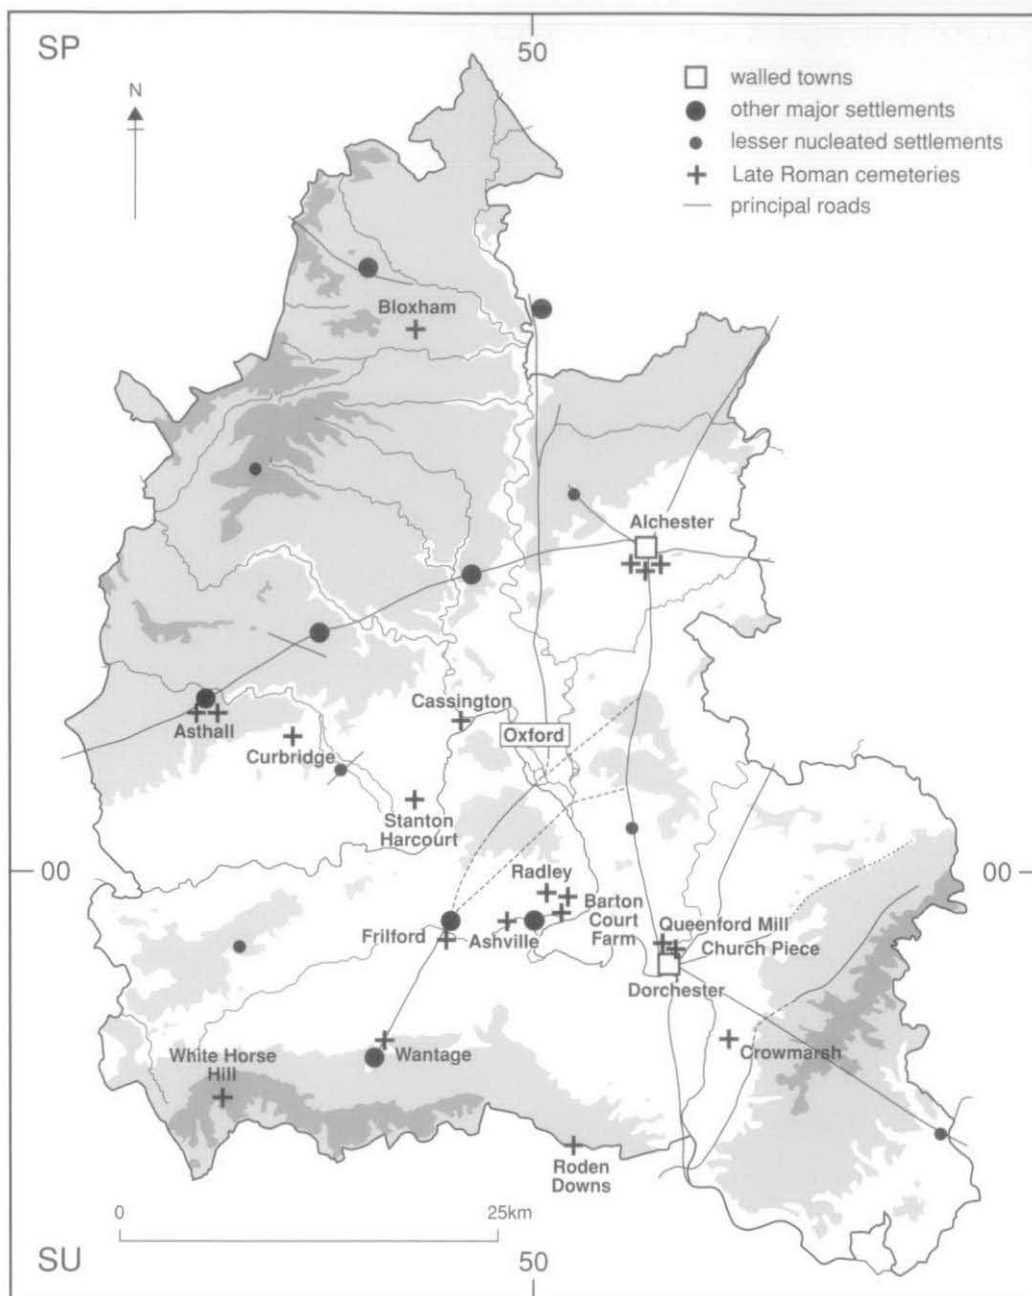 SP
50
N
walled towns
other major settlements
lesser nucleated settlements
Late Roman cemeteries
principal roads
Bloxham
Alchester
Cassington
Oxford
Asthall
Curbridge
Stanton
Harcourt
00
00
Radley
Barton
Court
Farm
Queenford Mill
Frilford
Ashville
Church Piece
Dorchester
White Horse
Hill
Wantage
Crowmarsh
Roden
Downs
0
25km
SU
50